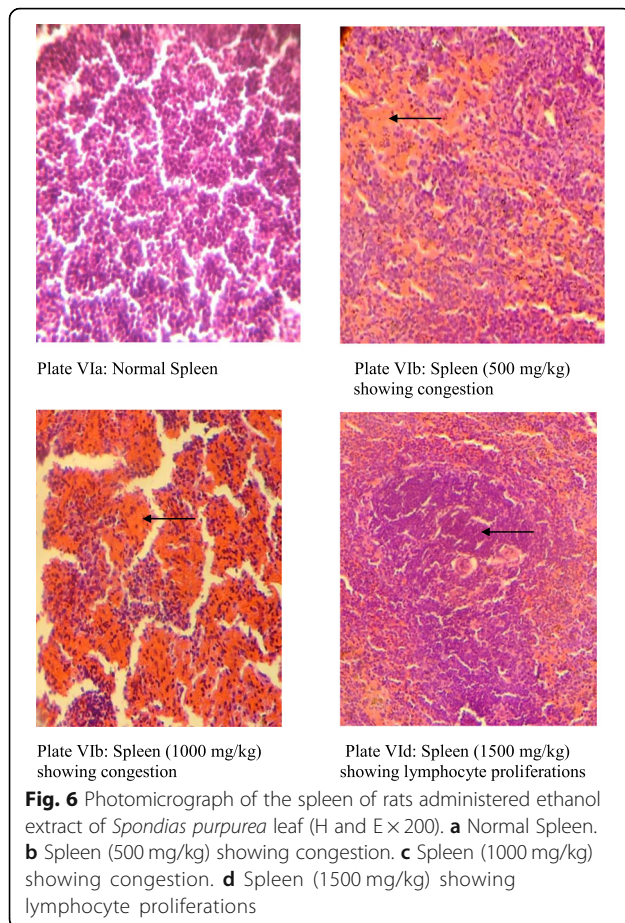 Plate VIa: Normal Spleen
Plate VIb: Spleen (500 mg/kg)
showing congestion
Plate VIb: Spleen (1000 mg/kg)
showing congestion
Plate VId: Spleen (1500 mg/kg)
showing lymphocyte proliferations
Fig. 6 Photomicrograph of the spleen of rats administered ethanol
extract of Spondias purpurea leaf (H and E × 200). a Normal Spleen.
b Spleen (500 mg/kg) showing congestion. c Spleen (1000 mg/kg)
showing congestion. d Spleen (1500 mg/kg) showing
lymphocyte proliferations